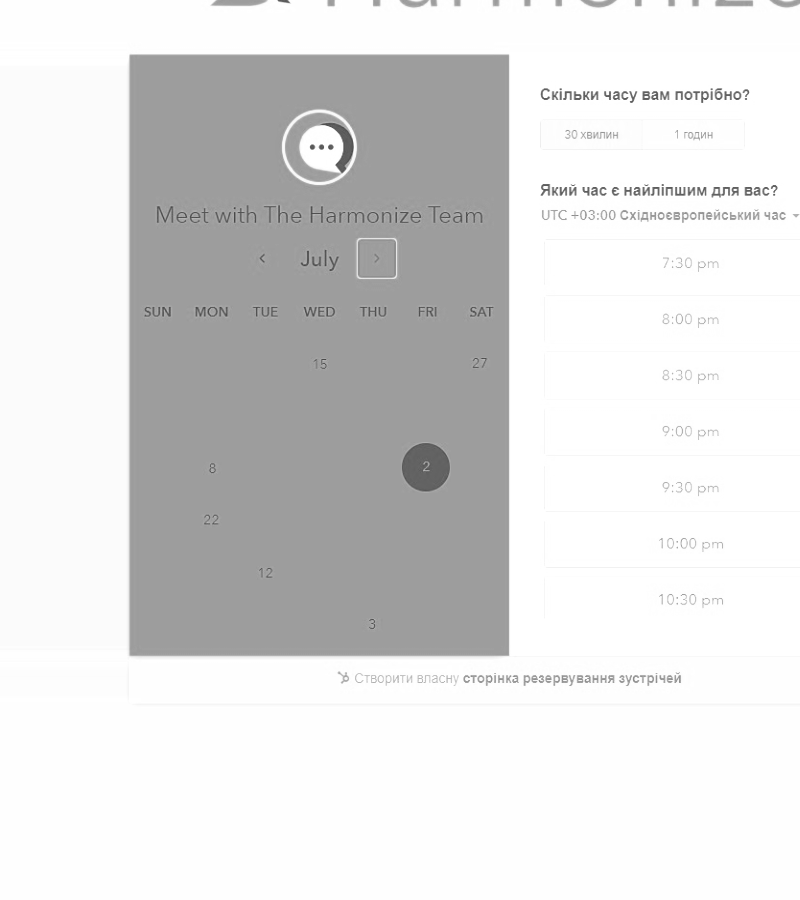 Harmonize
Meet with The Harmonize Team
July
SUN MON TUE WED THU FRI SAT
15 27
8 2
22
12
3
Скільки часу вам потрібно?
30 хвилин 1 годин
Який час є найліпшим для вас?
UTC +03:00 Східноєвропейський час
7:30 pm
8:00 pm
8:30 pm
9:00 pm
9:30 pm
10:00 pm
10:30 pm
Створити власну сторінка резервування зустрічей